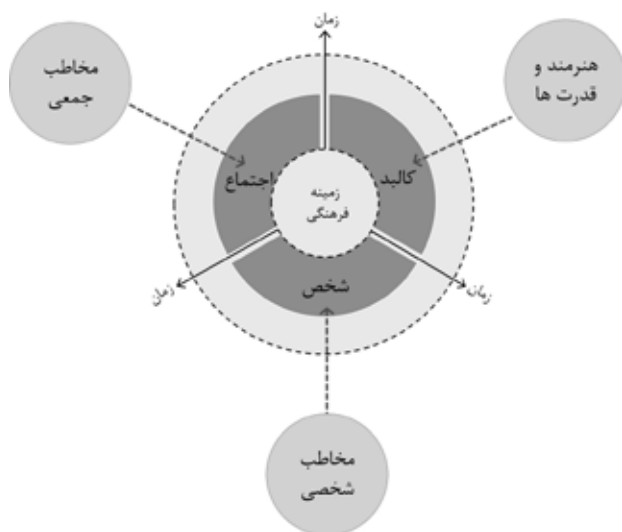 زمان
هنرمند و
قدرت ها
مخاطب
جمعی
کالبد
اجتماع
زمینه
فرهنگی
شخص
زمان
زمان
مخاطب
شخصی